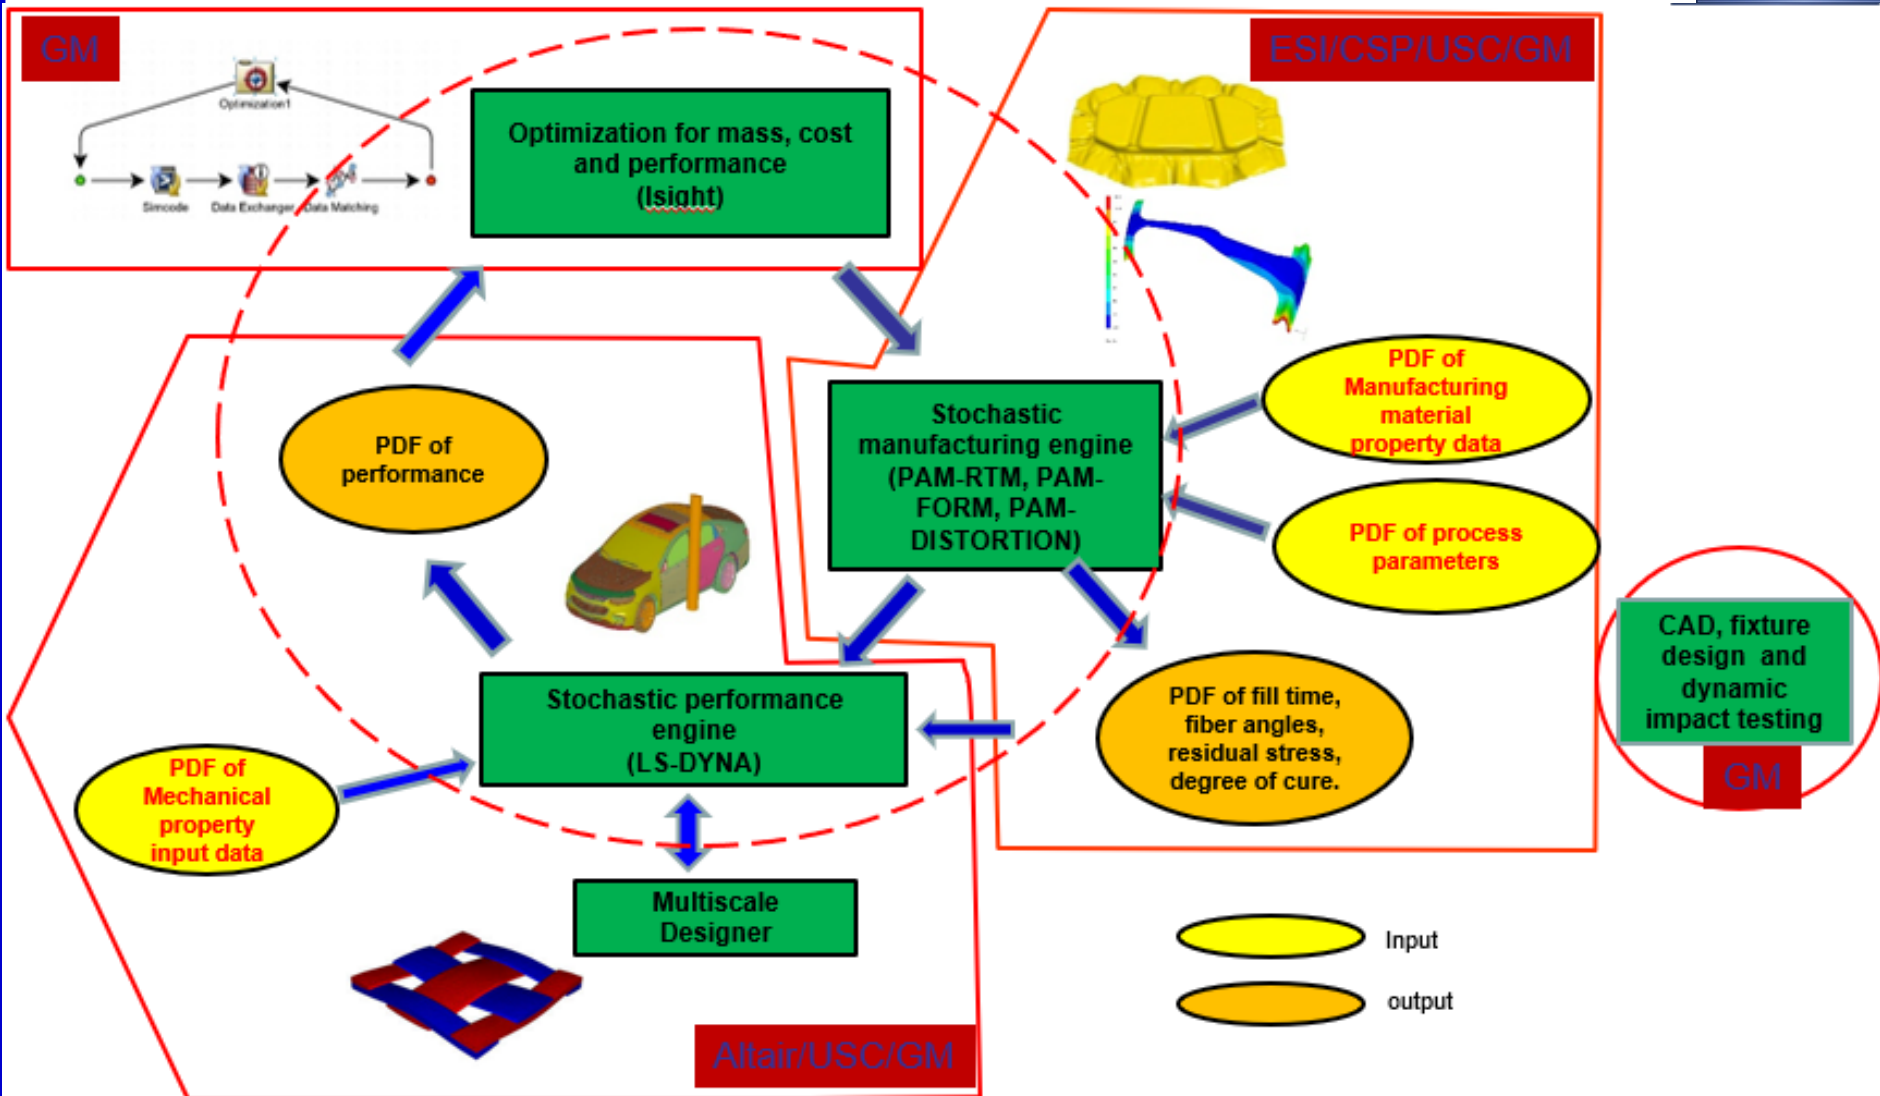 GM
Optimization1
Simcode
Data Exchanger
Data Matching
Optimization for mass, cost
and performance
(Isight)
ESI/CSP/USC/GM
PDF of
Manufacturing
material
property data
Stochastic
manufacturing engine
(PAM-RTM, PAM-
FORM, PAM-
DISTORTION)
PDF of process
parameters
PDF of
performance
CAD, fixture
design and
dynamic
impact testing
GM
Stochastic performance
engine
(LS-DYNA)
PDF of fill time,
fiber angles,
residual stress,
degree of cure.
PDF of
Mechanical
property
input data
Multiscale
Designer
Altair/USC/GM
Input
output